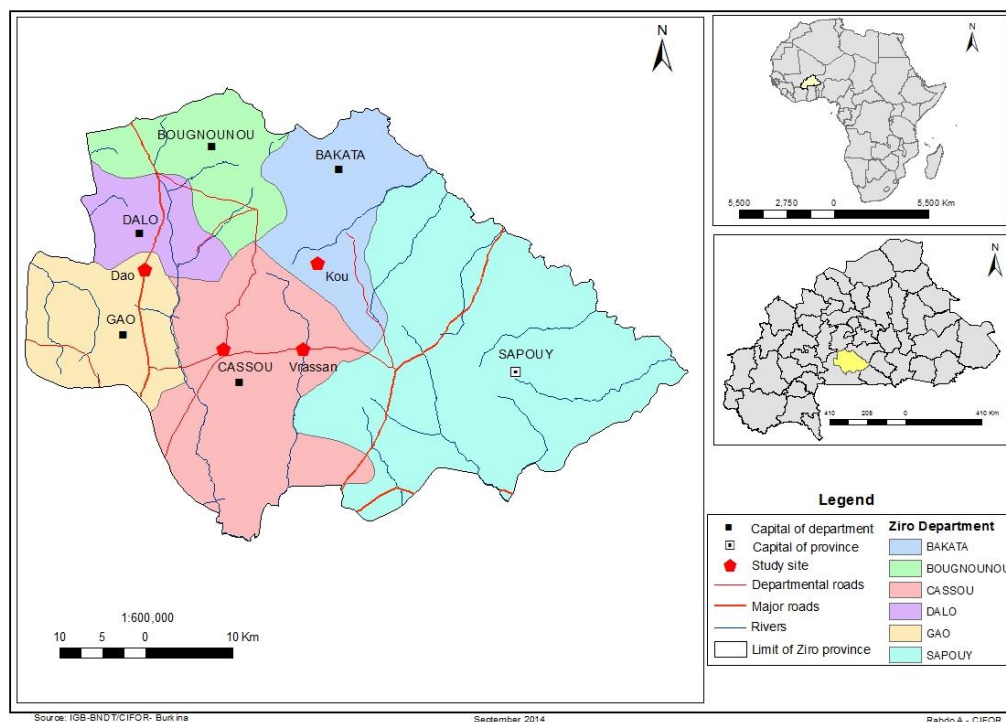 N
BOUGNOUNOU
BAKATA
DALO
Dao
Kou
GAO
CASSOU
Vrassan
SAPOUY
1:600,000
10 5 0 10 Km
N
5,500 2,750 0 5,500 Km
N
410 205 0 410 KM
Legend
Capital of department
Capital of province
Study site
Departmental roads
Major roads
Rivers
Limit of Ziro province
Ziro Department
BAKATA
BOUGNOUNOU
CASSOU
DALO
GAO
SAPOUY
Source: IGB-BNDT/CIFOR- Burkina
September 2014
Rabdo A - CIFOR